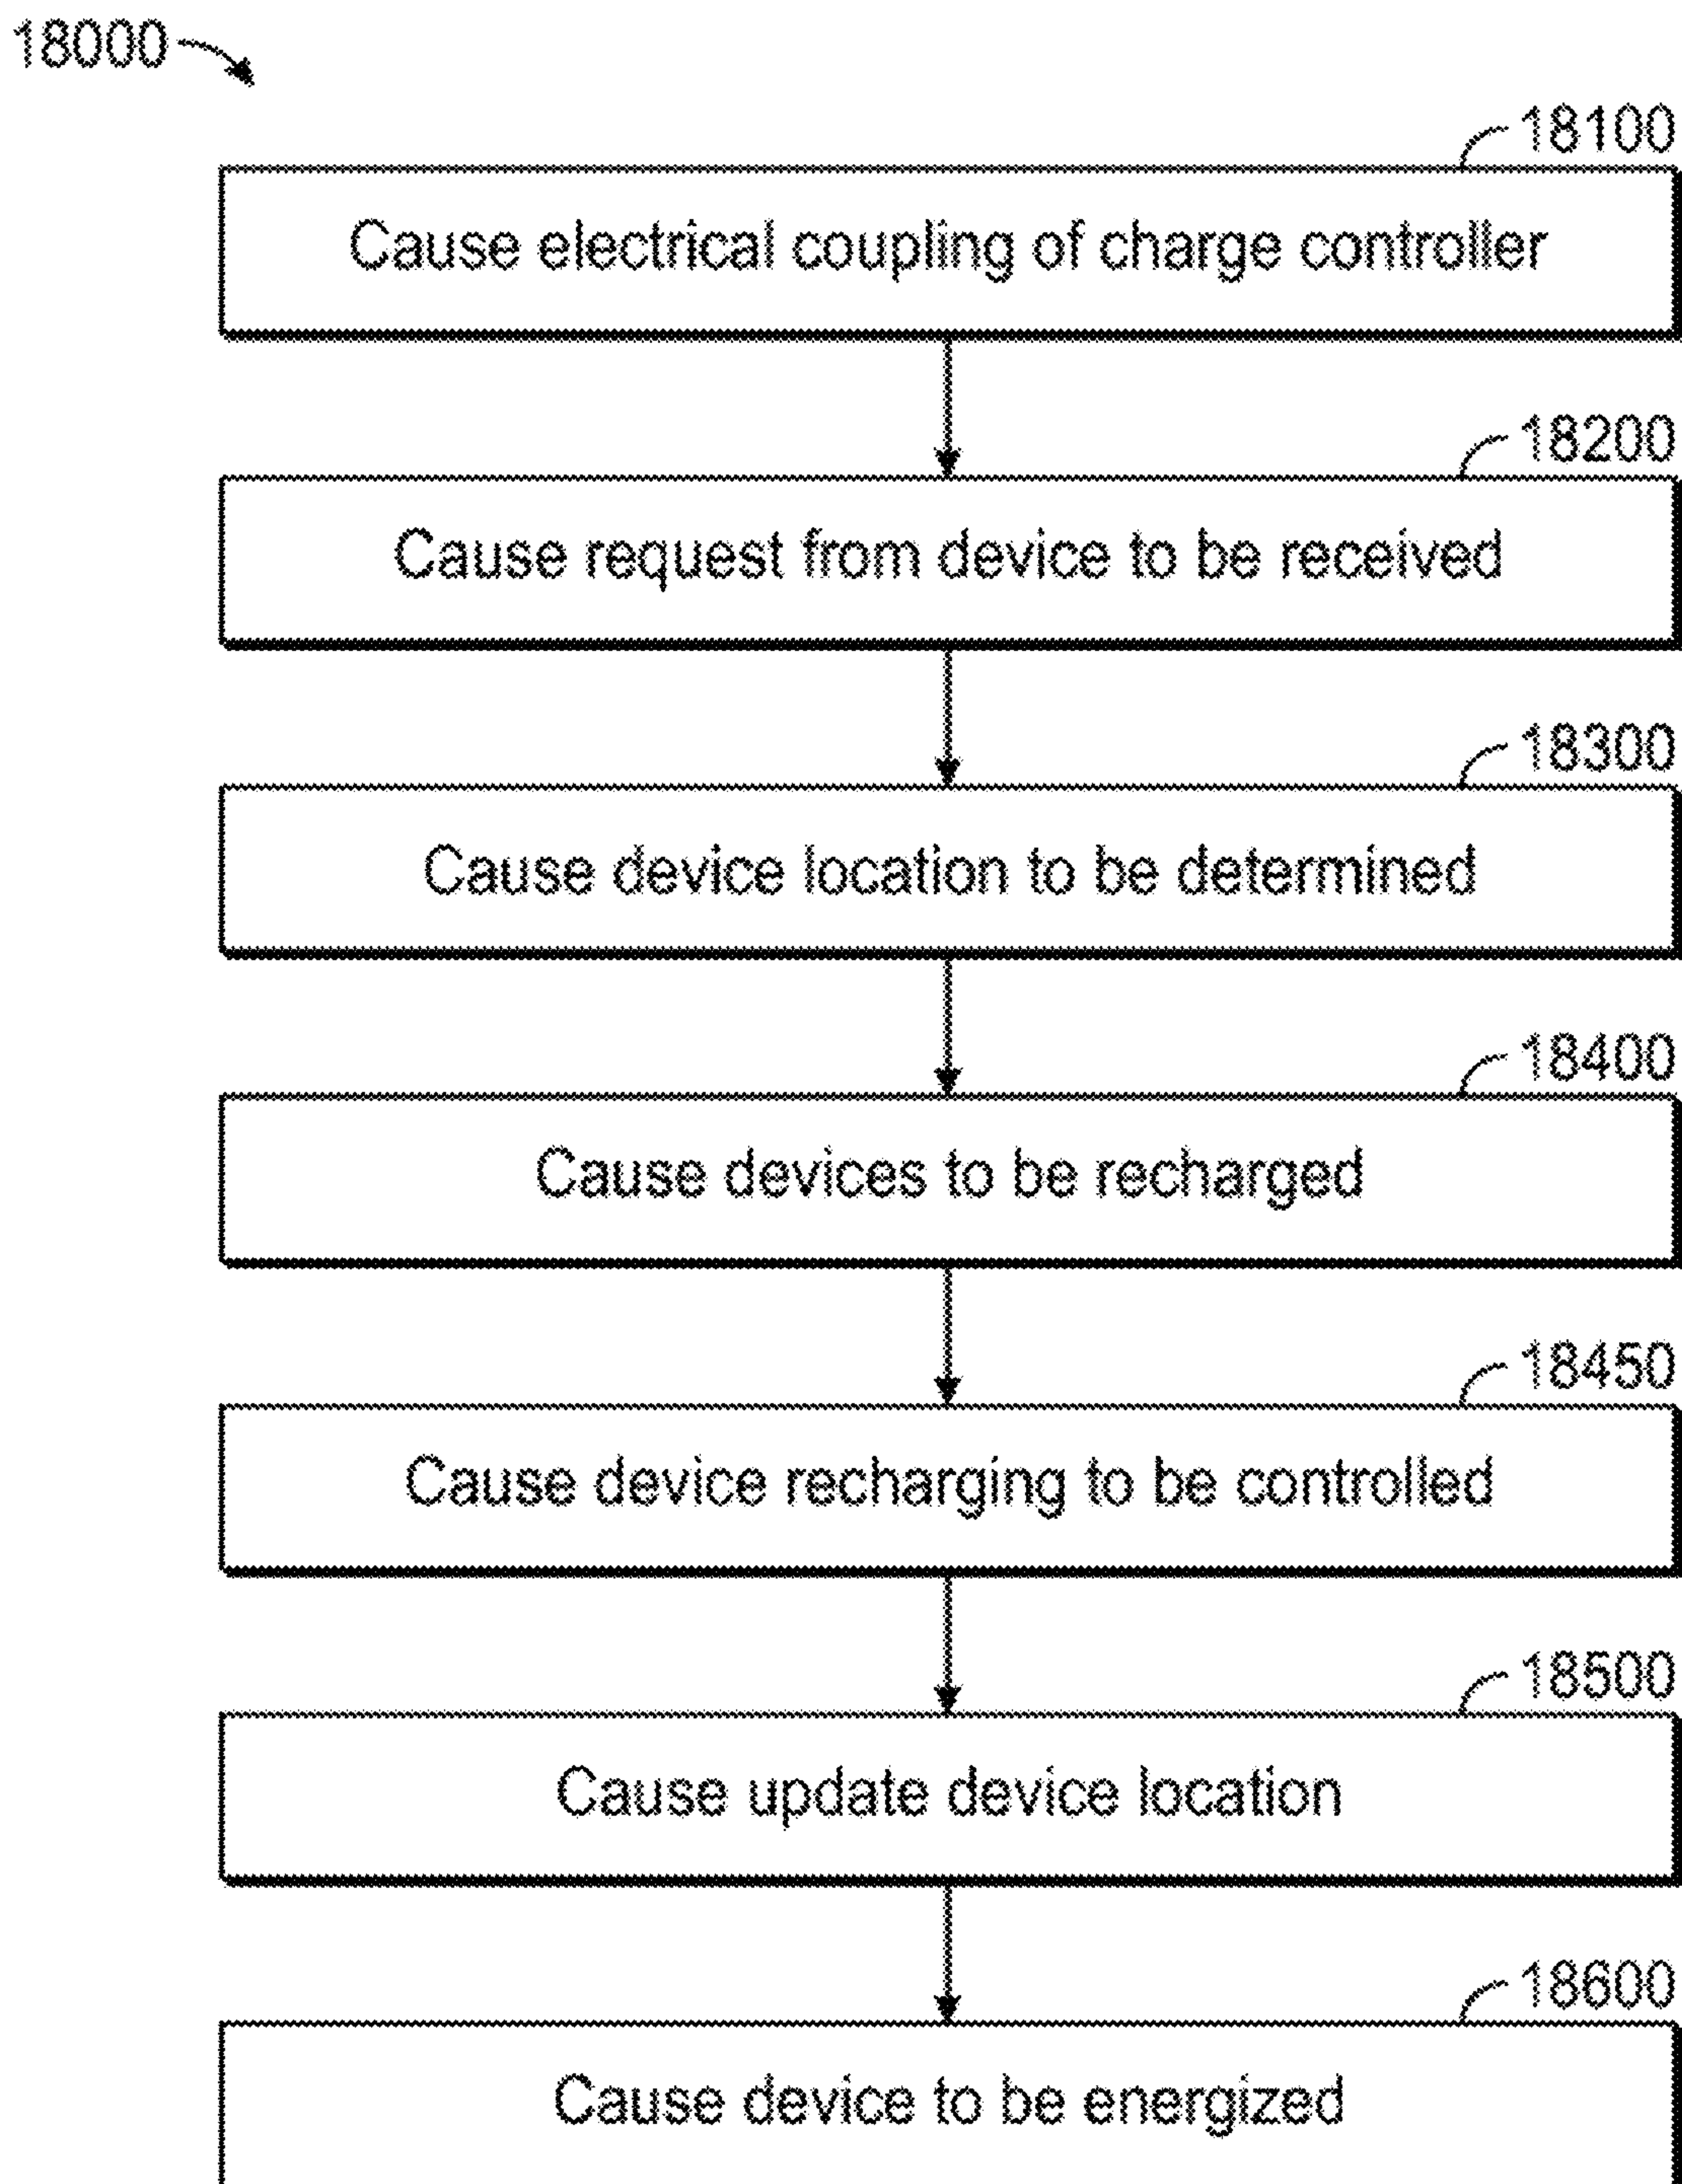 18000
18100
Cause electrical coupling of charge controller
18200
Cause request from device to be received
18300
Cause device location to be determined
18400
Cause devices to be recharged
18450
Cause device recharging to be controlled
18500
Cause update device location
18600
Cause device to be energized